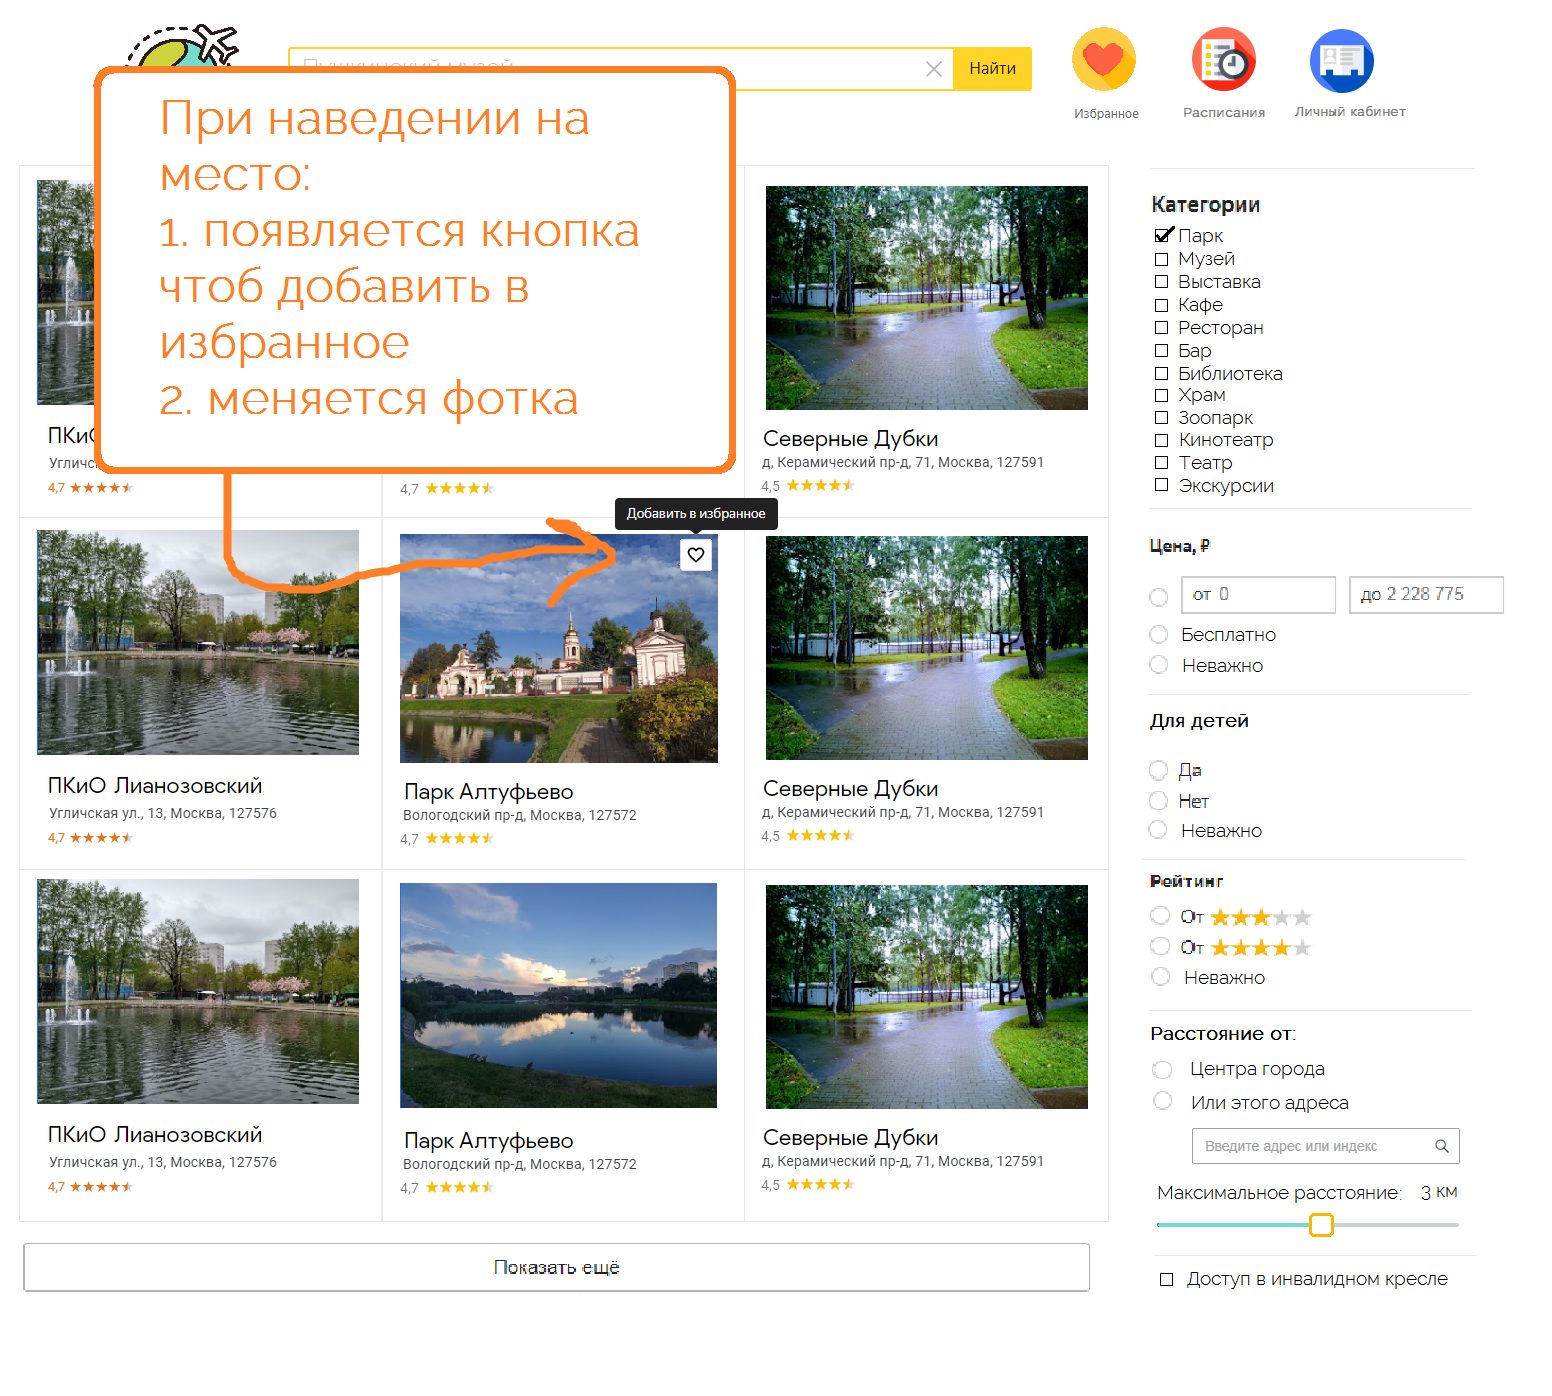 Пушкинский музей
Найти
Избранное
Расписания
Личный кабинет
При наведении на
место:
1. появляется кнопка
чтоб добавить в
избранное
2. меняется фотка
ПКиО
Угличс
4,7
4,7
Северные Дубки
д, Керамический пр-д, 71, Москва, 127591
4,5
Добавить в избранное
ПКиО Лианозовский
Угличская ул., 13, Москва, 127576
4,7
Парк Алтуфьево
Вологодский пр-д, Москва, 127572
4,7
Северные Дубки
д, Керамический пр-д, 71, Москва, 127591
4,5
ПКиО Лианозовский
Угличская ул., 13, Москва, 127576
4,7
Парк Алтуфьево
Вологодский пр-д, Москва, 127572
4,7
Северные Дубки
д, Керамический пр-д, 71, Москва, 127591
4,5
Показать ещё
Категории
Парк
Музей
Выставка
Кафе
Ресторан
Бар
Библиотека
Храм
Зоопарк
Кинотеатр
Театр
Экскурсии
Цена, ₽
от 0
до 2 228 775
Бесплатно
Неважно
Для детей
Да
Нет
Неважно
Рейтинг
От
От
Неважно
Расстояние от:
Центра города
Или этого адреса
Введите адрес или индекс
Максимальное расстояние: 3 км
Доступ в инвалидном кресле